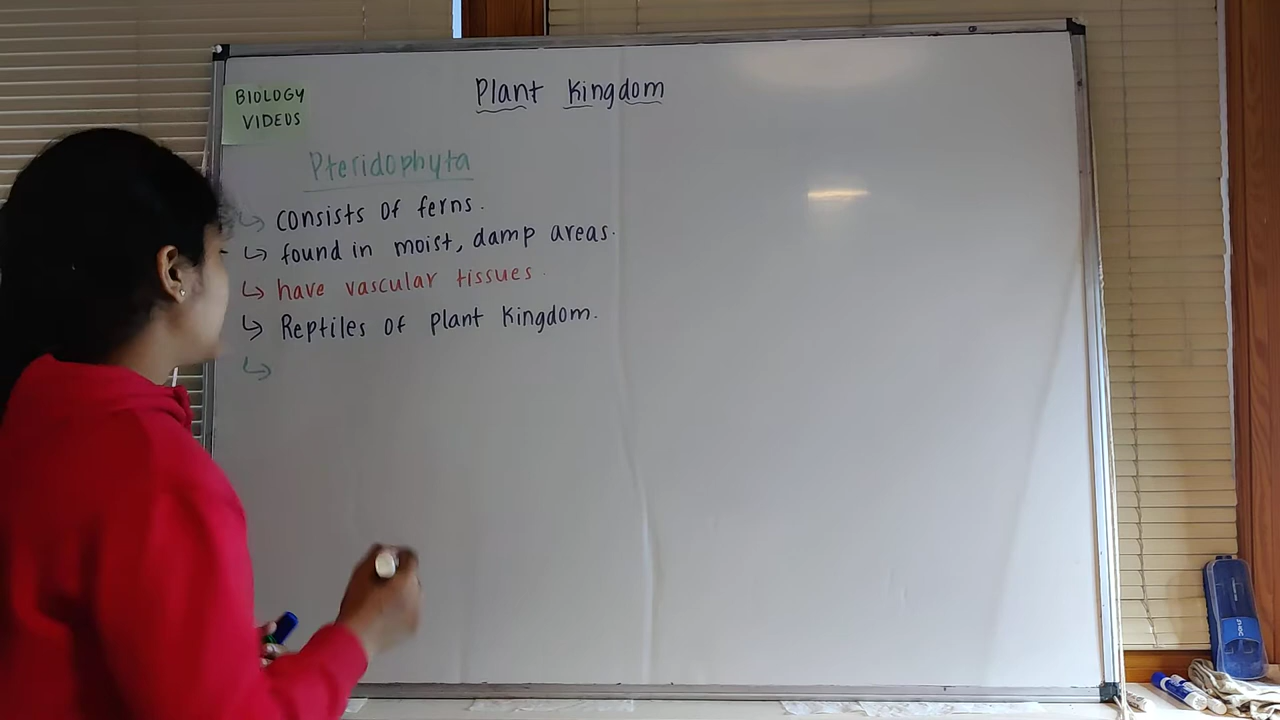 Plant Kingdom
BIOLOGY
VIDEOS
Pteridophyta
↳ consists of ferns.
↳ found in moist, damp areas.
↳ have vascular tissues.
↳ Reptiles of plant Kingdom.
↳